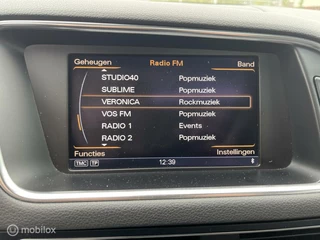 Geheugen Radio FM Band
STUDIO40 Popmuziek
SUBLIME Popmuziek
VERONICA Rockmuziek
VOS FM Popmuziek
RADIO 1 Events
RADIO 2 Popmuziek
Functies Instellingen
TMC TP 12:39
mobilox